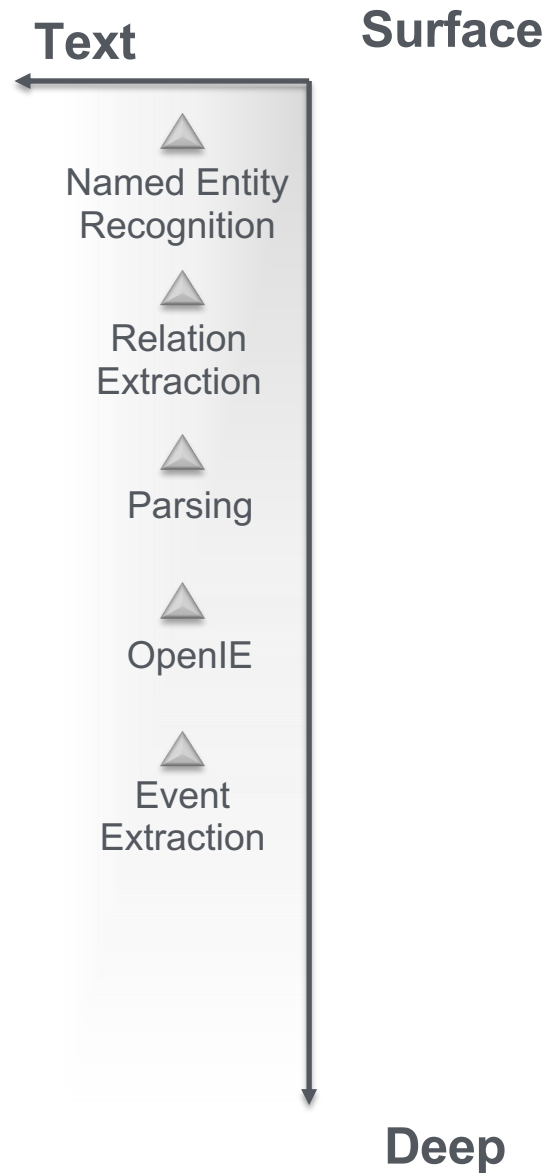 Text
Surface
Named Entity
Recognition
Relation
Extraction
Parsing
OpenIE
Event
Extraction
Deep